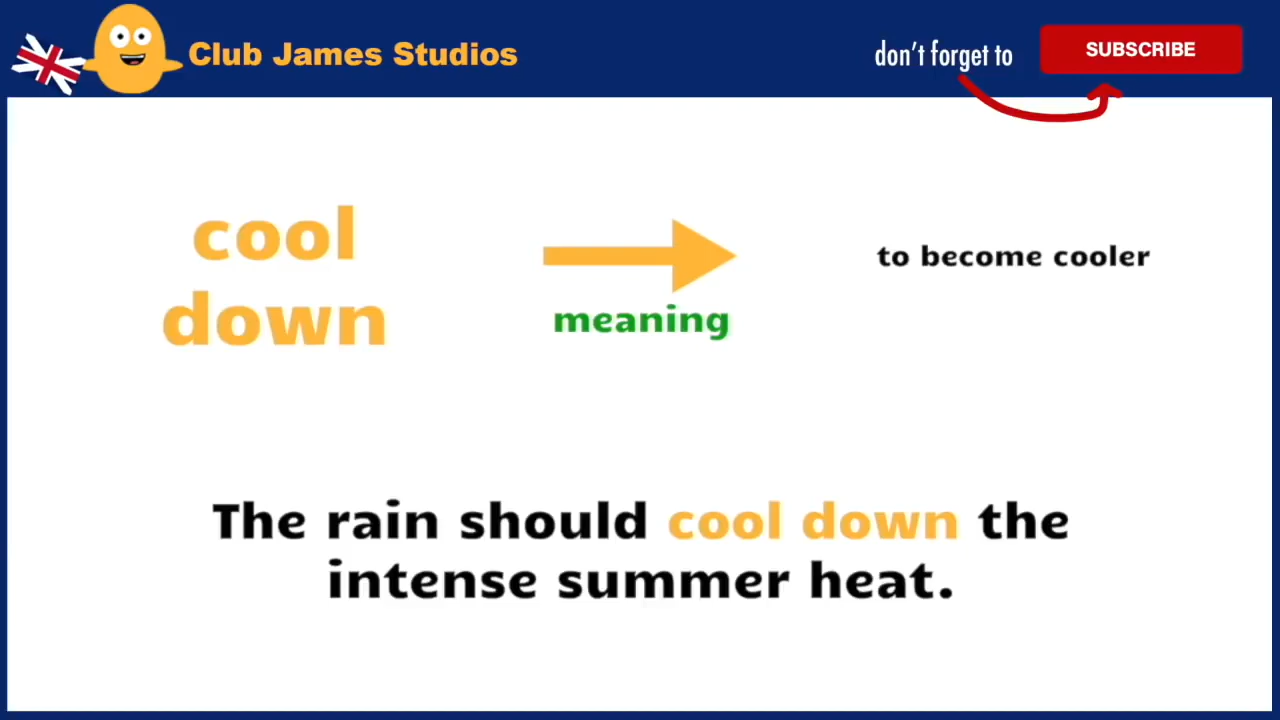 Club James Studios
don't forget to
SUBSCRIBE
cool
down
meaning
to become cooler
The rain should cool down the
intense summer heat.